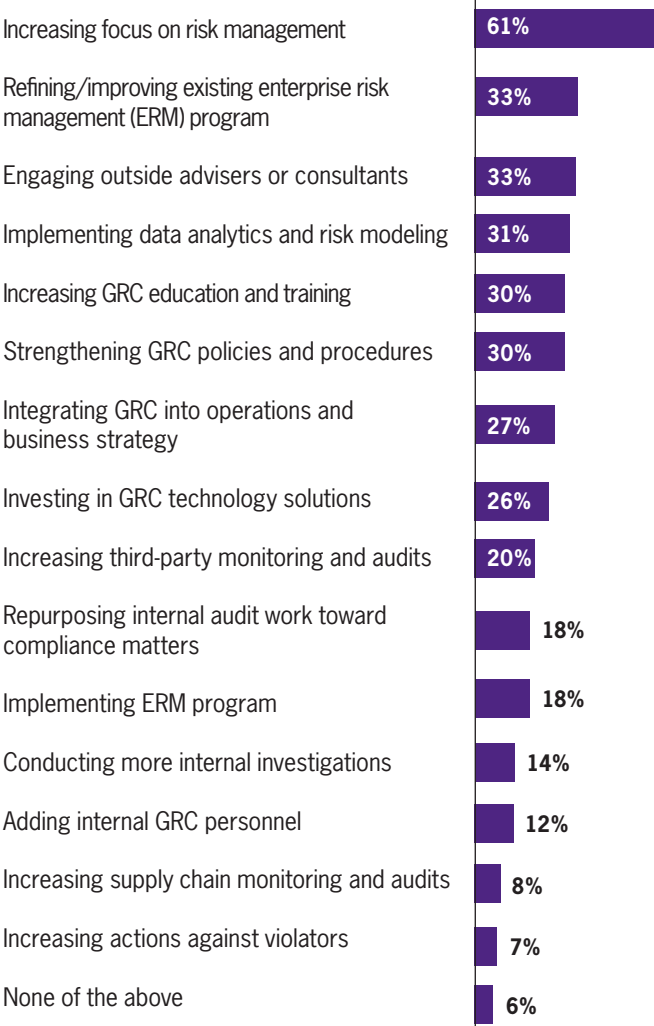 Increasing focus on risk management 61%
Refining/improving existing enterprise risk
management (ERM) program 33%
Engaging outside advisers or consultants 33%
Implementing data analytics and risk modeling 31%
Increasing GRC education and training 30%
Strengthening GRC policies and procedures 30%
Integrating GRC into operations and
business strategy 27%
Investing in GRC technology solutions 26%
Increasing third-party monitoring and audits 20%
Repurposing internal audit work toward
compliance matters 18%
Implementing ERM program 18%
Conducting more internal investigations 14%
Adding internal GRC personnel 12%
Increasing supply chain monitoring and audits 8%
Increasing actions against violators 7%
None of the above 6%